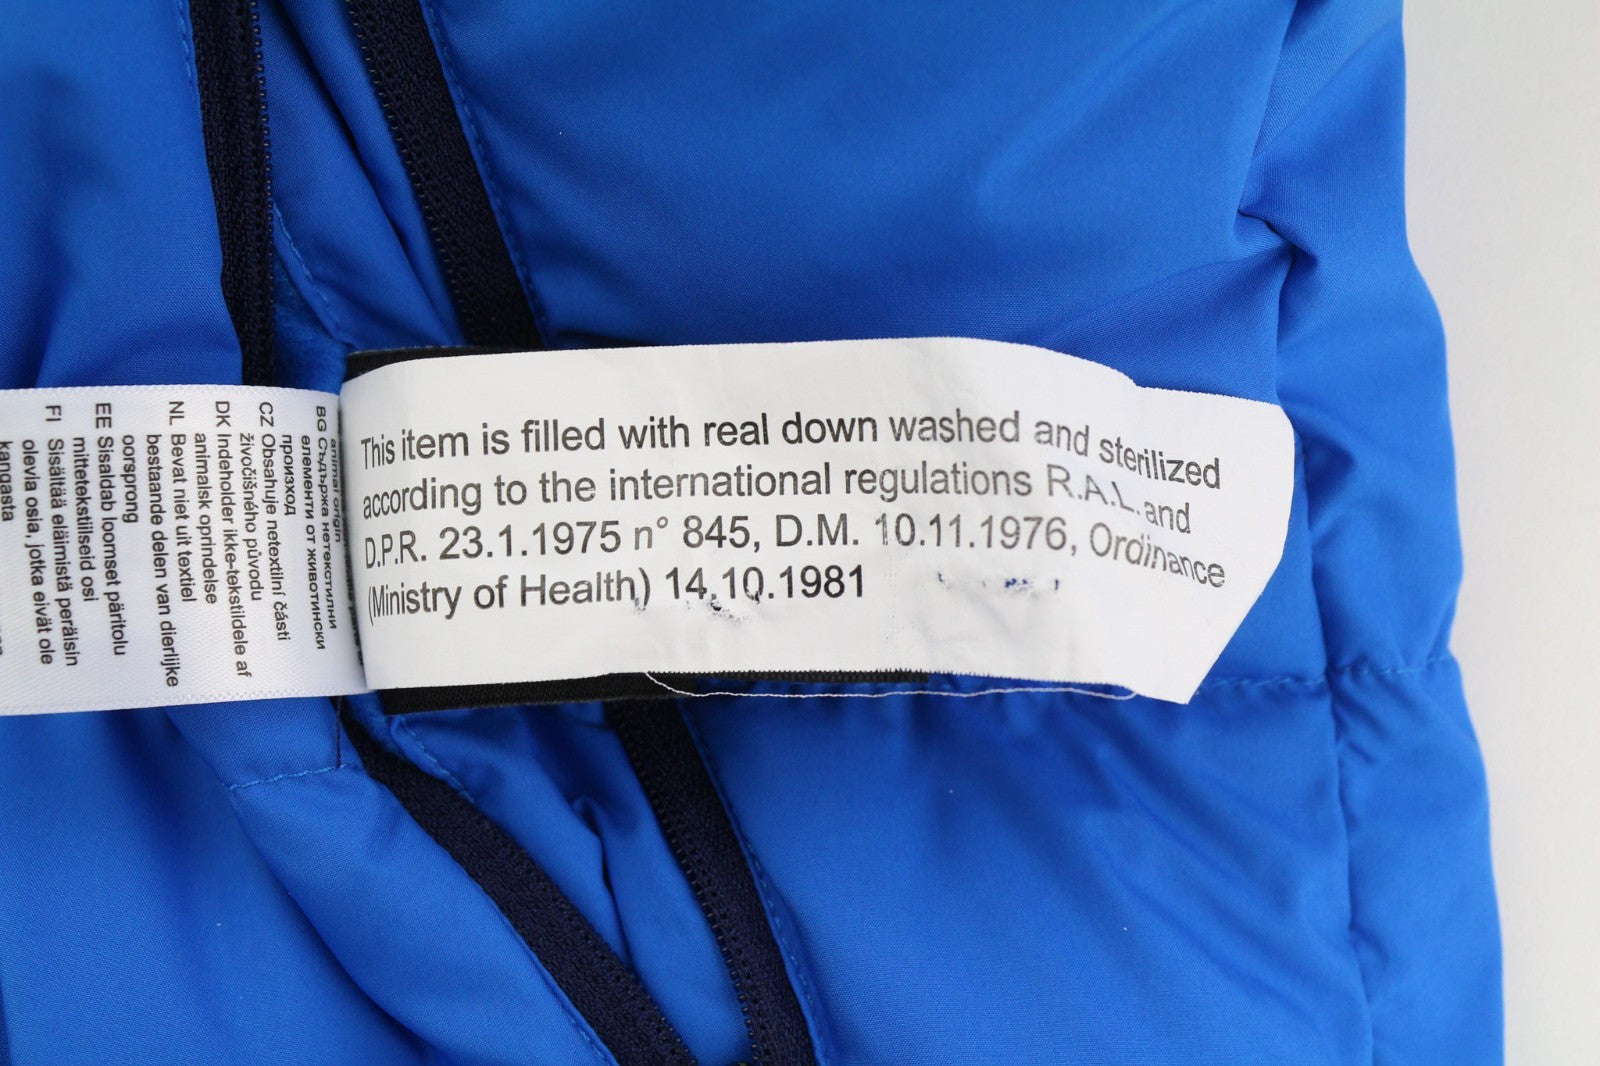 This item is filled with real down washed and sterilized
according to the international regulations R.A.L. and
D.P.R. 23.1.1975 n° 845, D.M. 10.11.1976, Ordinance
(Ministry of Health) 14.10.1981
animal origin
BG Съдържа нетекстилни
елементи от животински
произход
CZ Obsahuje netextilní části
živočišného původu
DK Indeholder ikke-tekstildele af
animalsk oprindelse
NL Bevat niet uit textiel
bestaande delen van dierlijke
oorsprong
EE Sisaldab loomset päritolu
mittetekstiilseid osi
FI Sisältää eläimistä peräisin
olevia osia, jotka eivät ole
kangasta